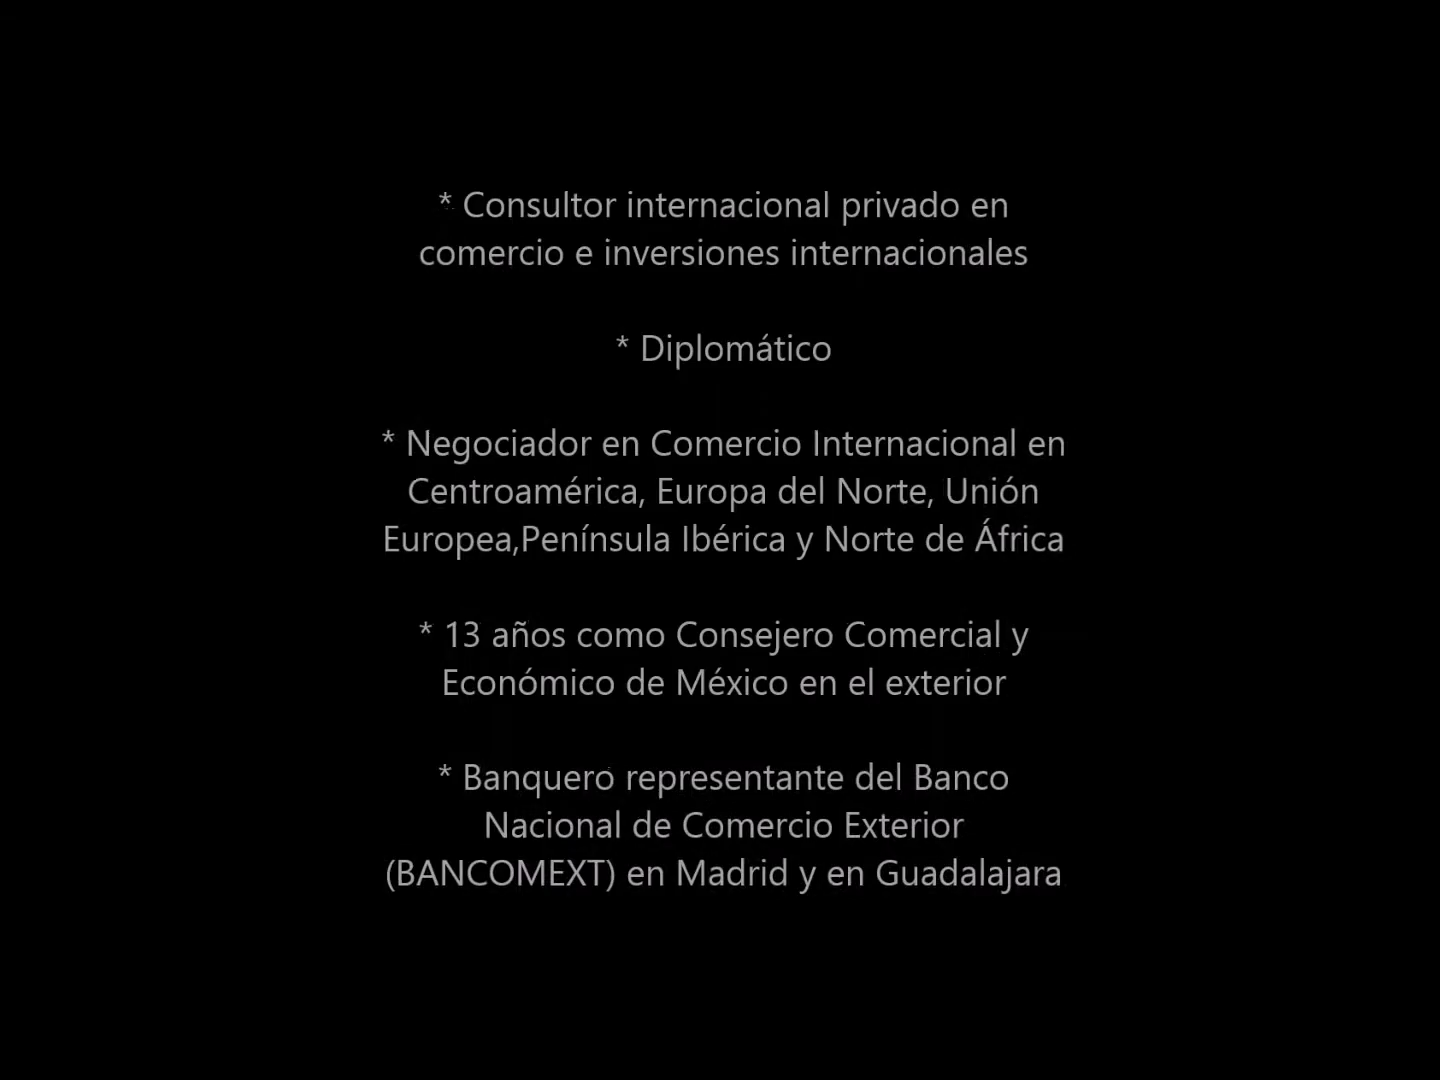 * Consultor internacional privado en
comercio e inversiones internacionales
* Diplomático
* Negociador en Comercio Internacional en
Centroamérica, Europa del Norte, Unión
Europea,Península Ibérica y Norte de África
* 13 años como Consejero Comercial y
Económico de México en el exterior
* Banquero representante del Banco
Nacional de Comercio Exterior
(BANCOMEXT) en Madrid y en Guadalajara